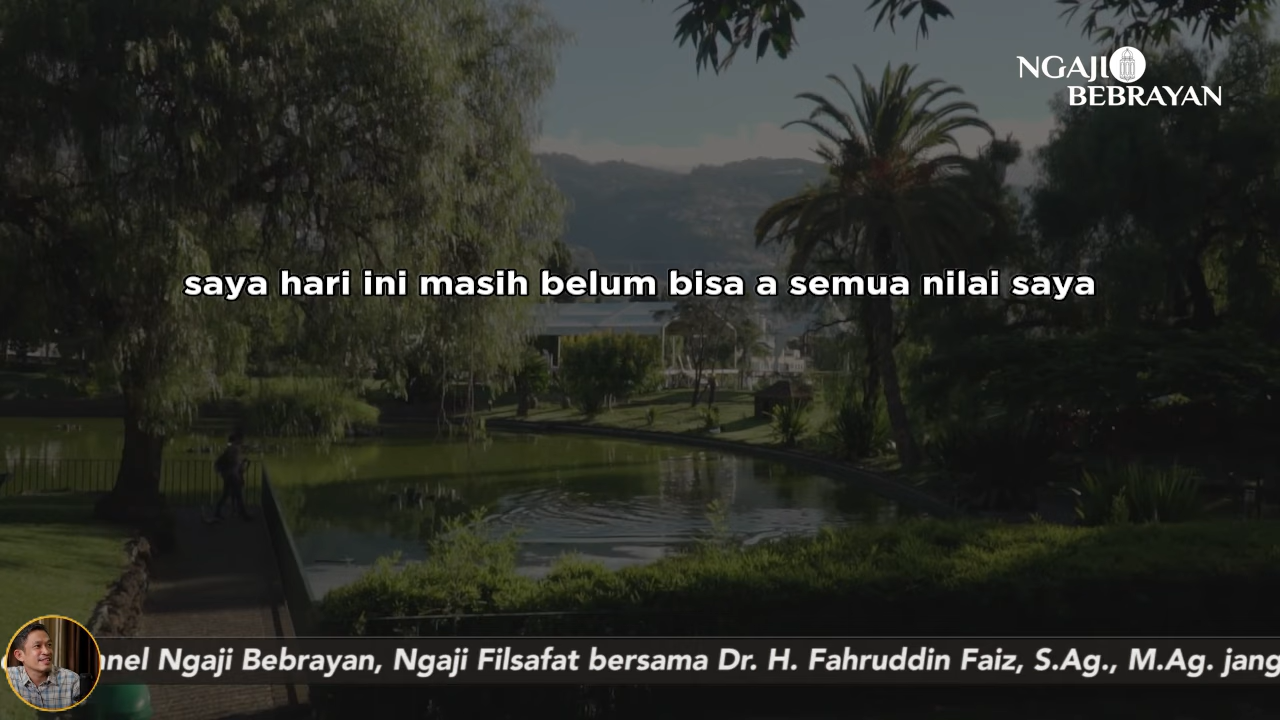 NGAJI
BEBRAYAN
saya hari ini masih belum bisa a semua nilai saya
nnel Ngaji Bebrayan, Ngaji Filsafat bersama Dr. H. Fahruddin Faiz, S.Ag., M.Ag. jang